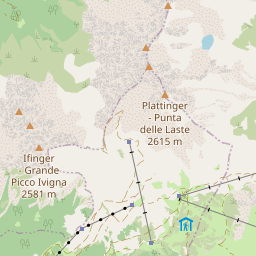 Plattinger
- Punta
delle Laste
2615 m
Ifinger
- Grande
Picco Ivigna
2581 m